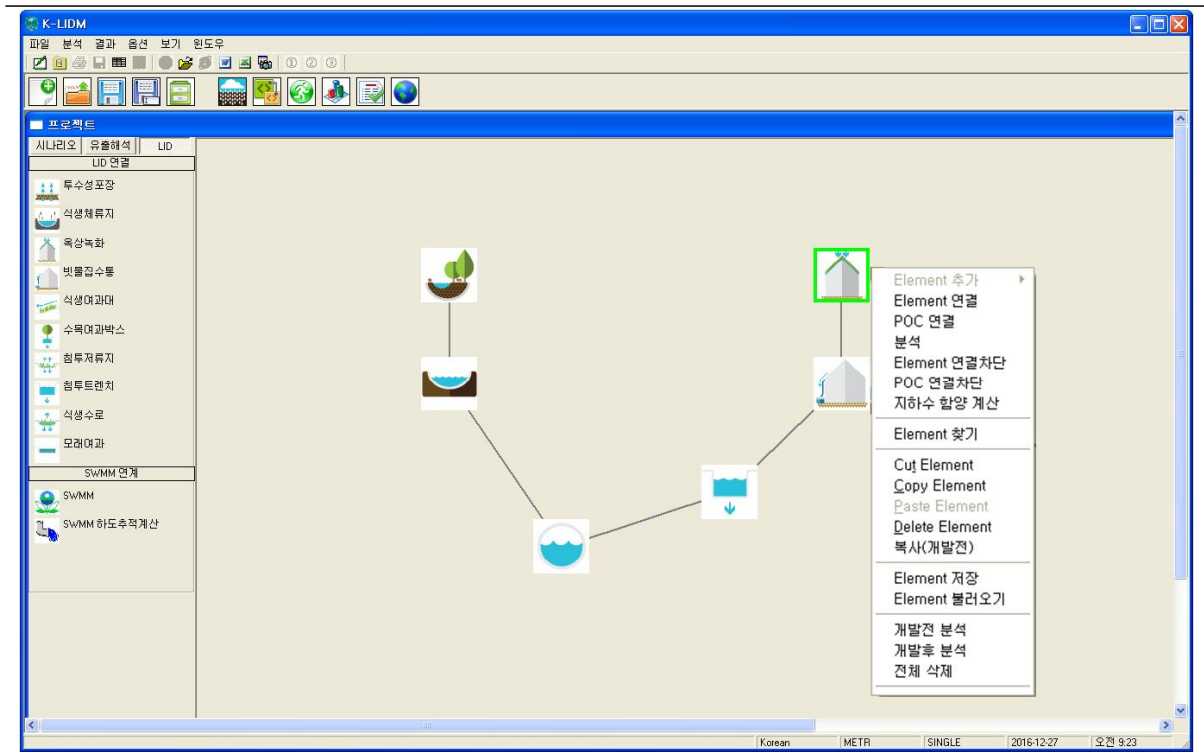 K-LIDM
파일 분석 결과 옵션 보기 윈도우
① ② ③
프로젝트
시나리오 유출해석 LID
LID 연결
투수성포장
식생체류지
옥상녹화
빗물집수통
식생여과대
수목여과박스
침투저류지
침투트렌치
식생수로
모래여과
SWMM 연계
SWMM
SWMM 하도추적계산
Element 추가
Element 연결
POC 연결
분석
Element 연결차단
POC 연결차단
지하수 함양 계산
Element 찾기
Cut Element
Copy Element
Paste Element
Delete Element
복사(개발전)
Element 저장
Element 불러오기
개발전 분석
개발후 분석
전체 삭제
Korean METR SINGLE 2016-12-27 오전 9:23